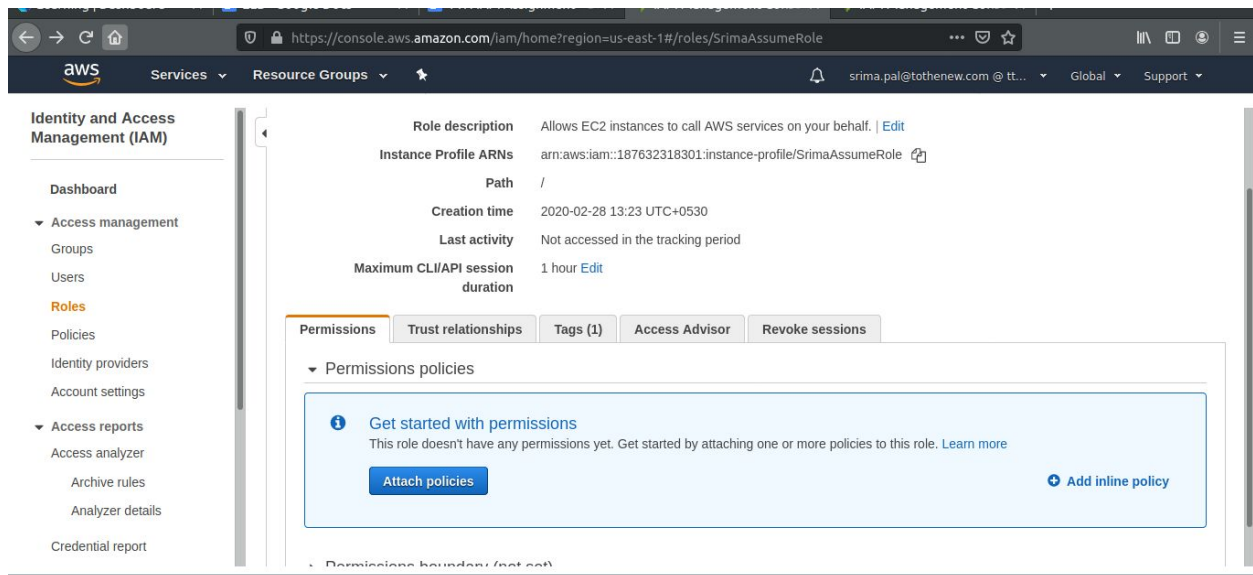 https://console.aws.amazon.com/iam/home?region=us-east-1#/roles/SrimaAssumeRole
aws Services Resource Groups srima.pal@tothenew.com @ tt... Global Support
Identity and Access
Management (IAM)
Dashboard
Access management
Groups
Users
Roles
Policies
Identity providers
Account settings
Access reports
Access analyzer
Archive rules
Analyzer details
Credential report
Role description Allows EC2 instances to call AWS services on your behalf. | Edit
Instance Profile ARNs arn:aws:iam::187632318301:instance-profile/SrimaAssumeRole
Path /
Creation time 2020-02-28 13:23 UTC+0530
Last activity Not accessed in the tracking period
Maximum CLI/API session 1 hour Edit
duration
Permissions Trust relationships Tags (1) Access Advisor Revoke sessions
Permissions policies
Get started with permissions
This role doesn't have any permissions yet. Get started by attaching one or more policies to this role. Learn more
Attach policies Add inline policy
Permissions boundary (not set)